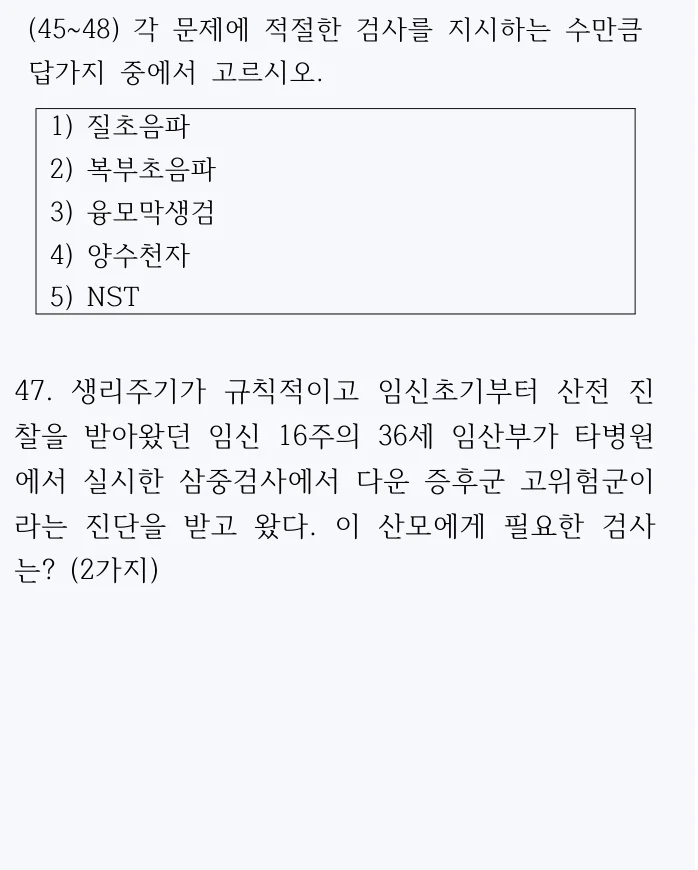 (45~48) 각 문제에 적절한 검사를 지시하는 수만큼
답가지 중에서 고르시오.
1) 질초음파
2) 복부초음파
3) 융모막생검
4) 양수천자
5) NST
47. 생리주기가 규칙적이고 임신초기부터 산전 진
찰을 받아왔던 임신 16주의 36세 임산부가 타병원
에서 실시한 삼중검사에서 다운 증후군 고위험군이
라는 진단을 받고 왔다. 이 산모에게 필요한 검사
는? (2가지)